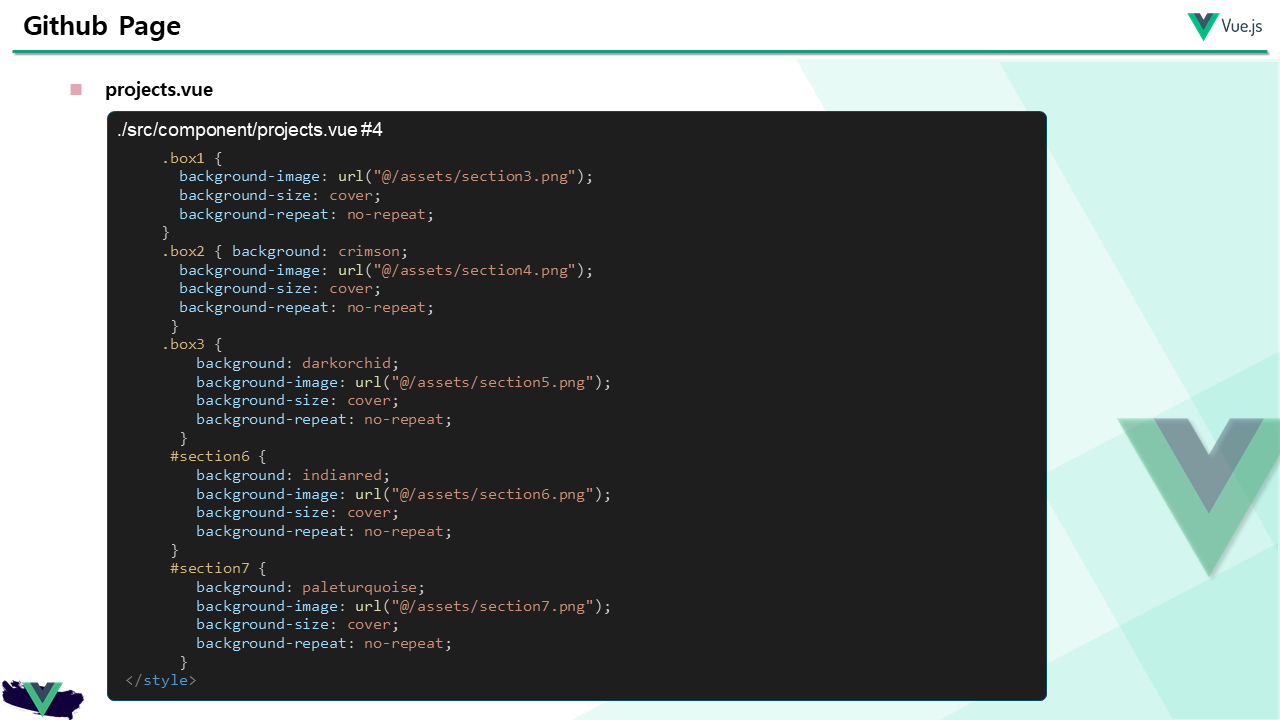 Github Page
Vue.js
projects.vue
./src/component/projects.vue #4
.box1 {
background-image: url("@/assets/section3.png");
background-size: cover;
background-repeat: no-repeat;
}
.box2 { background: crimson;
background-image: url("@/assets/section4.png");
background-size: cover;
background-repeat: no-repeat;
}
.box3 {
background: darkorchid;
background-image: url("@/assets/section5.png");
background-size: cover;
background-repeat: no-repeat;
}
#section6 {
background: indianred;
background-image: url("@/assets/section6.png");
background-size: cover;
background-repeat: no-repeat;
}
#section7 {
background: paleturquoise;
background-image: url("@/assets/section7.png");
background-size: cover;
background-repeat: no-repeat;
}
</style>